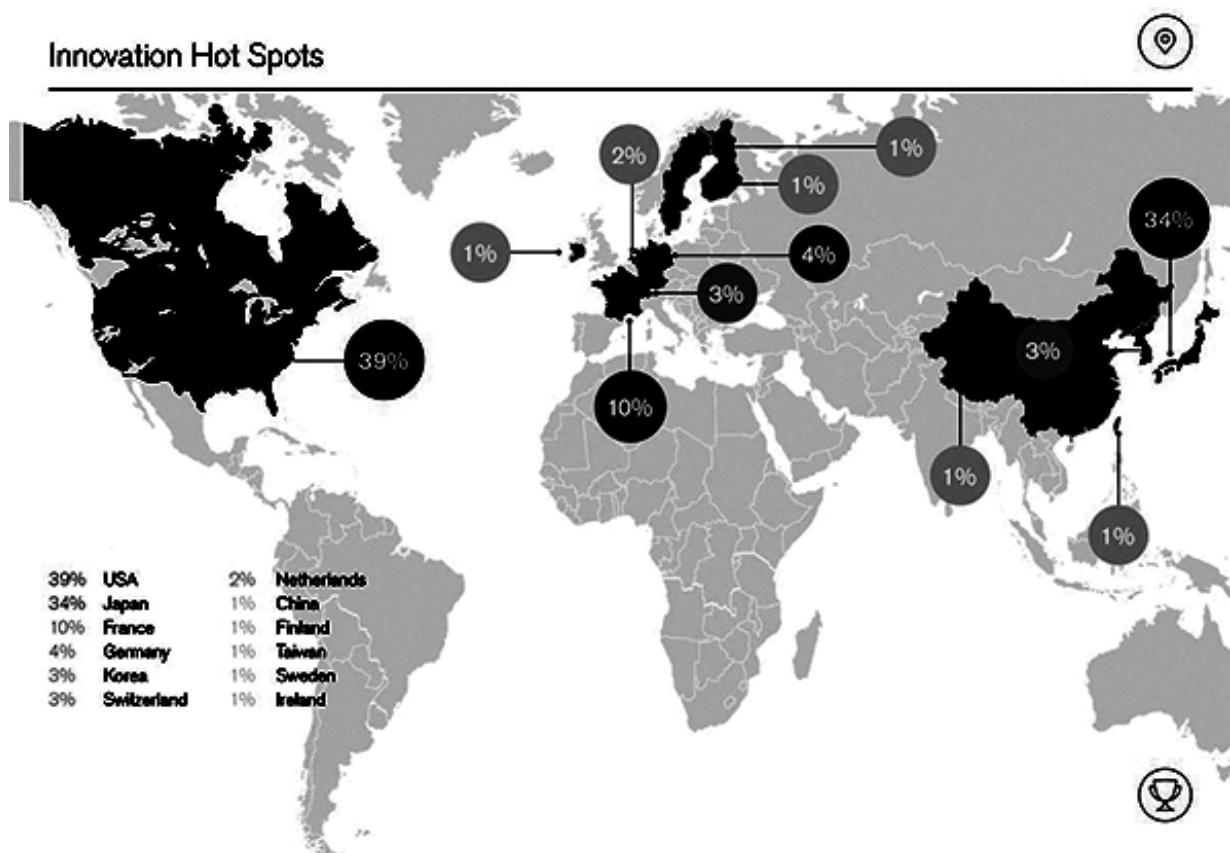 Innovation Hot Spots
2%
1%
1%
34%
1%
4%
3%
3%
39%
10%
1%
1%
39% USA
34% Japan
10% France
4% Germany
3% Korea
3% Switzerland
2% Netherlands
1% China
1% Finland
1% Taiwan
1% Sweden
1% Ireland